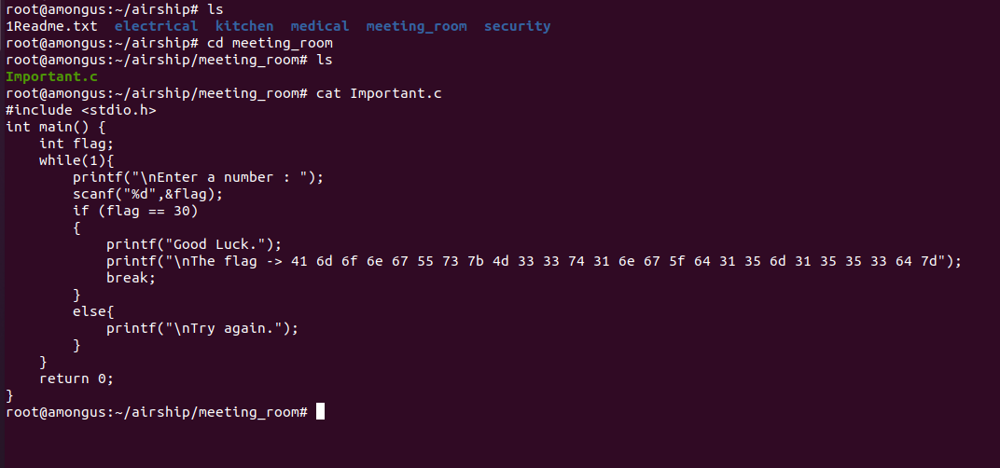 root@amongus:~/airship# ls
1Readme.txt  electrical  kitchen  medical  meeting_room  security
root@amongus:~/airship# cd meeting_room
root@amongus:~/airship/meeting_room# ls
Important.c
root@amongus:~/airship/meeting_room# cat Important.c
#include <stdio.h>
int main() {
    int flag;
    while(1){
        printf("\nEnter a number : ");
        scanf("%d",&flag);
        if (flag == 30)
        {
            printf("Good Luck.");
            printf("\nThe flag -> 41 6d 6f 6e 67 55 73 7b 4d 33 33 74 31 6e 67 5f 64 31 35 6d 31 35 35 33 64 7d");
            break;
        }
        else{
            printf("\nTry again.");
        }
    }
    return 0;
}
root@amongus:~/airship/meeting_room#